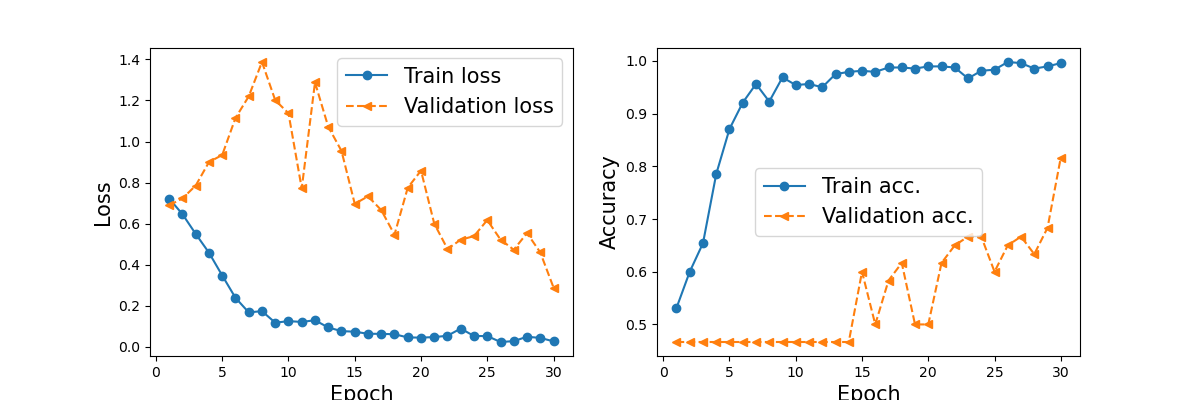 1.4
1.2
1.0
0.8
0.6
0.4
0.2
0.0
Loss
Train loss
Validation loss
0 5 10 15 20 25 30
Epoch
1.0
0.9
0.8
0.7
0.6
0.5
Accuracy
Train acc.
Validation acc.
0 5 10 15 20 25 30
Epoch